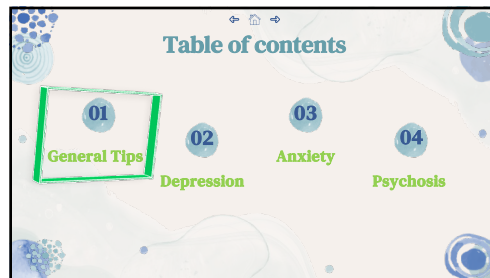 Table of contents
01
General Tips
02
Depression
03
Anxiety
04
Psychosis